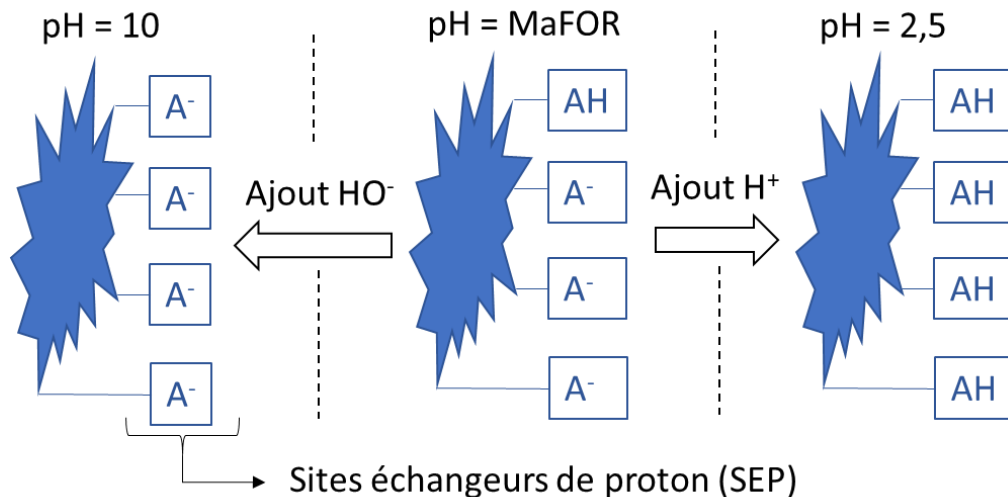 pH = 10
pH = MaFOR
pH = 2,5
A⁻
AH
AH
A⁻
A⁻
AH
Ajout HO⁻
Ajout H⁺
A⁻
A⁻
AH
A⁻
A⁻
AH
Sites échangeurs de proton (SEP)